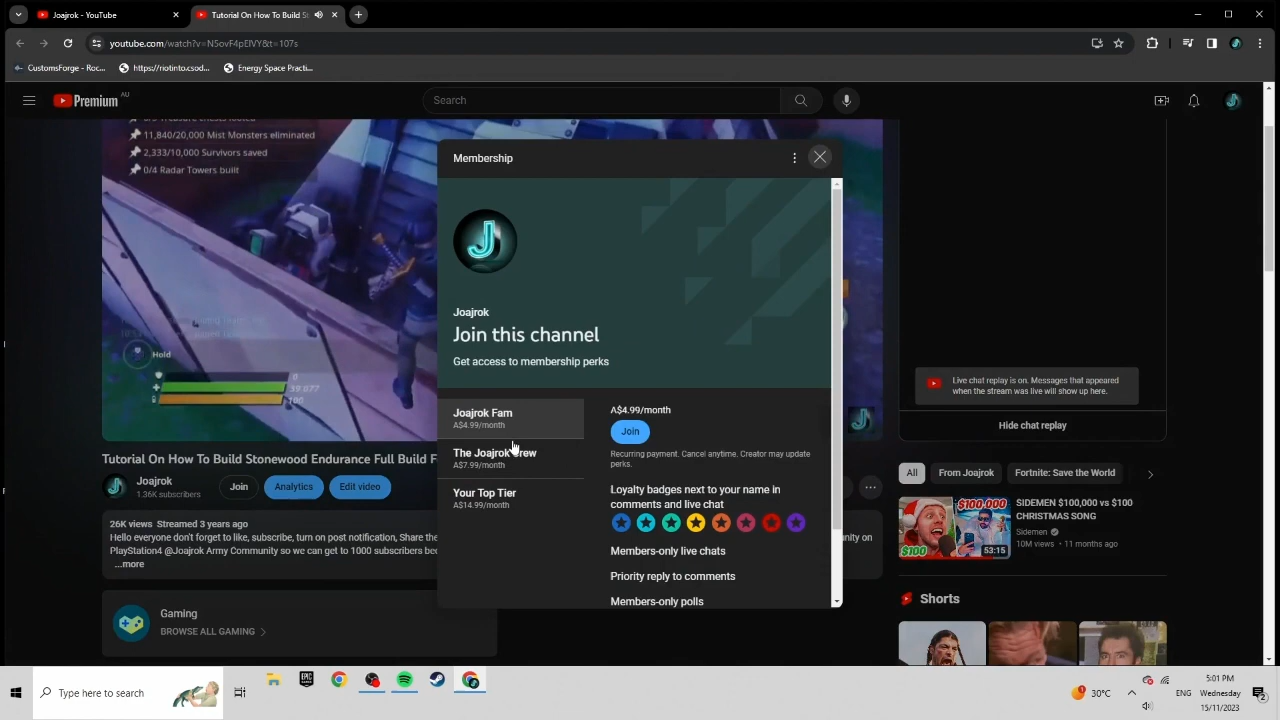 Joajrok - YouTube
Tutorial On How To Build St
youtube.com/watch?v=N5ovF4pEIVY&t=107s
CustomsForge - Roc...
https://riotinto.csod...
Energy Space Practi...
Premium AU
Search
11,840/20,000 Mist Monsters eliminated
2,333/10,000 Survivors saved
0/4 Radar Towers built
Hold
0
39,077
100
Membership
Joajrok
Join this channel
Get access to membership perks
Joajrok Fam
A$4.99/month
The Joajrok Crew
A$7.99/month
Your Top Tier
A$14.99/month
A$4.99/month
Join
Recurring payment. Cancel anytime. Creator may update
perks.
Loyalty badges next to your name in
comments and live chat
Members-only live chats
Priority reply to comments
Members-only polls
Live chat replay is on. Messages that appeared
when the stream was live will show up here.
Hide chat replay
Tutorial On How To Build Stonewood Endurance Full Build F
Joajrok
1.36K subscribers
Join
Analytics
Edit video
26K views Streamed 3 years ago
Hello everyone don't forget to like, subscribe, turn on post notification, Share the
unity on
PlayStation4 @Joajrok Army Community so we can get to 1000 subscribers bec
...more
Gaming
BROWSE ALL GAMING
All
From Joajrok
Fortnite: Save the World
$100,000
$100
53:15
SIDEMEN $100,000 vs $100
CHRISTMAS SONG
Sidemen
10M views • 11 months ago
Shorts
Type here to search
EPIC
GAMES
30°C
ENG
5:01 PM
Wednesday
15/11/2023
2